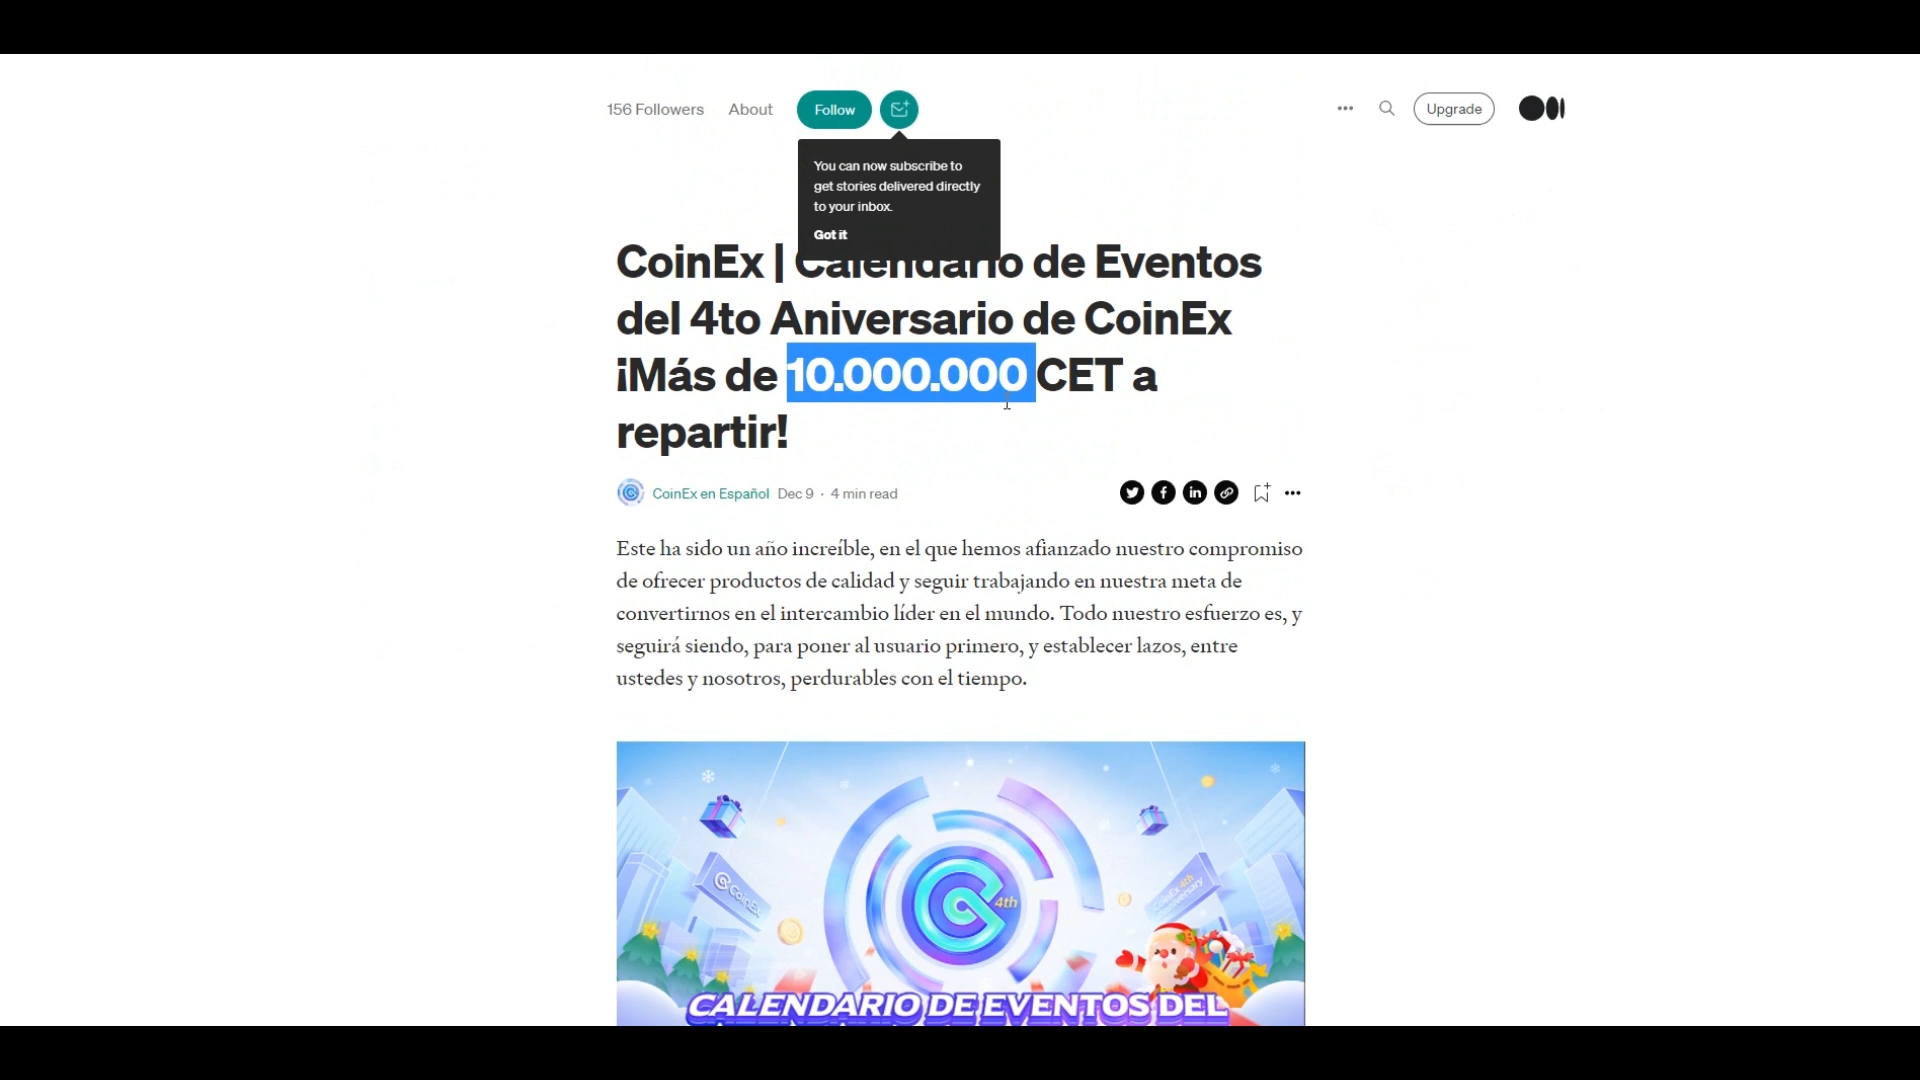 156 Followers About Follow Upgrade
You can now subscribe to
get stories delivered directly
to your inbox.
Got it
CoinEx | Calendario de Eventos
del 4to Aniversario de CoinEx
¡Más de 10.000.000 CET a
repartir!
CoinEx en Español Dec 9 · 4 min read
Este ha sido un año increíble, en el que hemos afianzado nuestro compromiso
de ofrecer productos de calidad y seguir trabajando en nuestra meta de
convertirnos en el intercambio líder en el mundo. Todo nuestro esfuerzo es, y
seguirá siendo, para poner al usuario primero, y establecer lazos, entre
ustedes y nosotros, perdurables con el tiempo.
CoinEx
4th
CoinEx 4th
Anniversary
CALENDARIO DE EVENTOS DEL